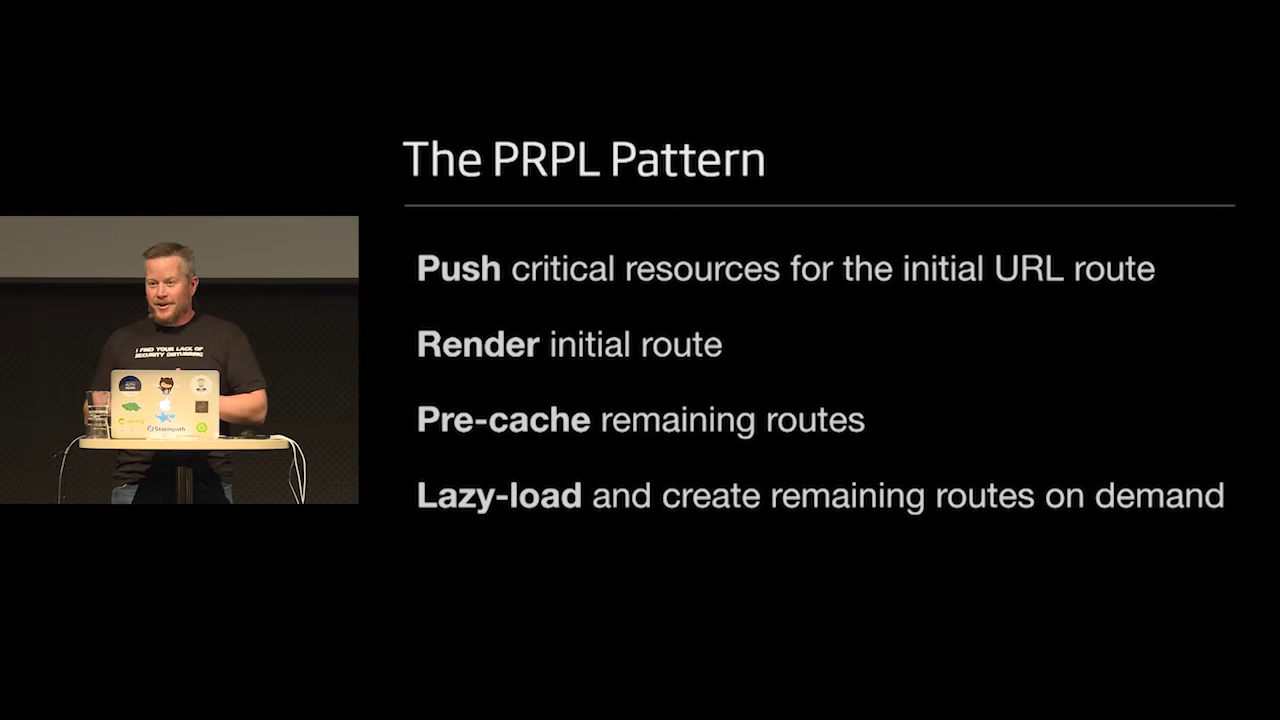 The PRPL Pattern
Push critical resources for the initial URL route
Render initial route
Pre-cache remaining routes
Lazy-load and create remaining routes on demand
I FIND YOUR LACK OF
SECURITY DISTURBING
spring
Stormpath